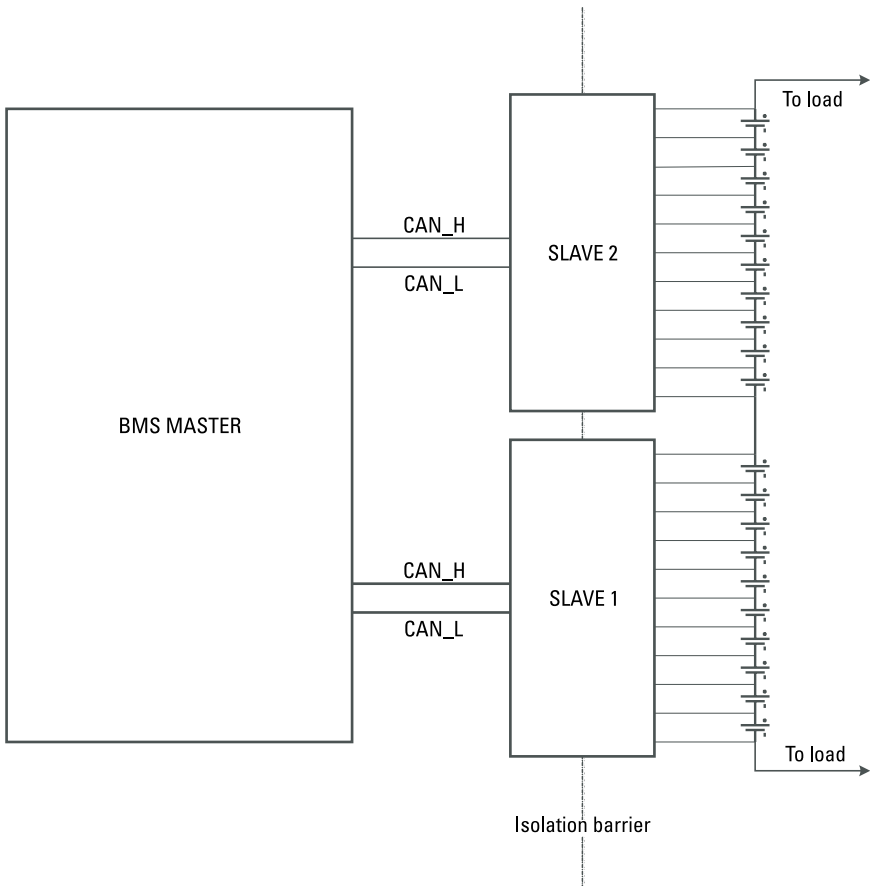 To load
CAN_H
SLAVE 2
CAN_L
BMS MASTER
CAN_H
SLAVE 1
CAN_L
To load
Isolation barrier